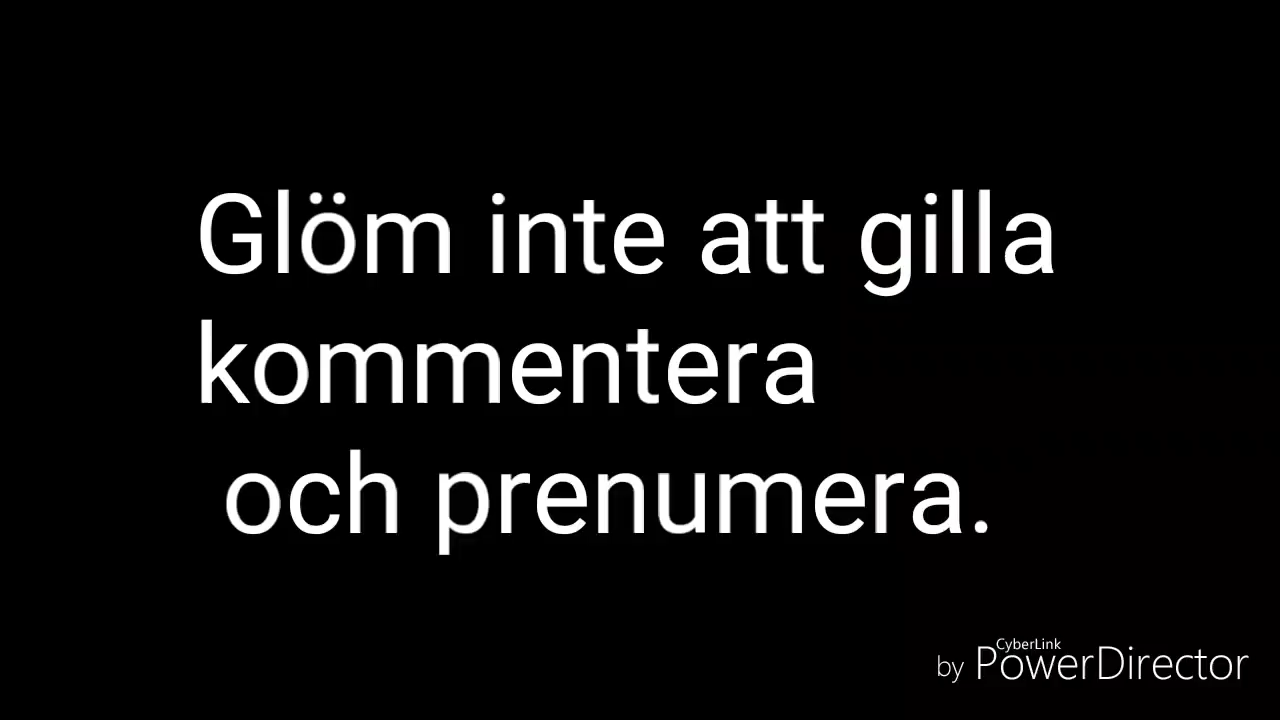 Glöm inte att gilla
kommentera
och prenumera.
CyberLink
by PowerDirector